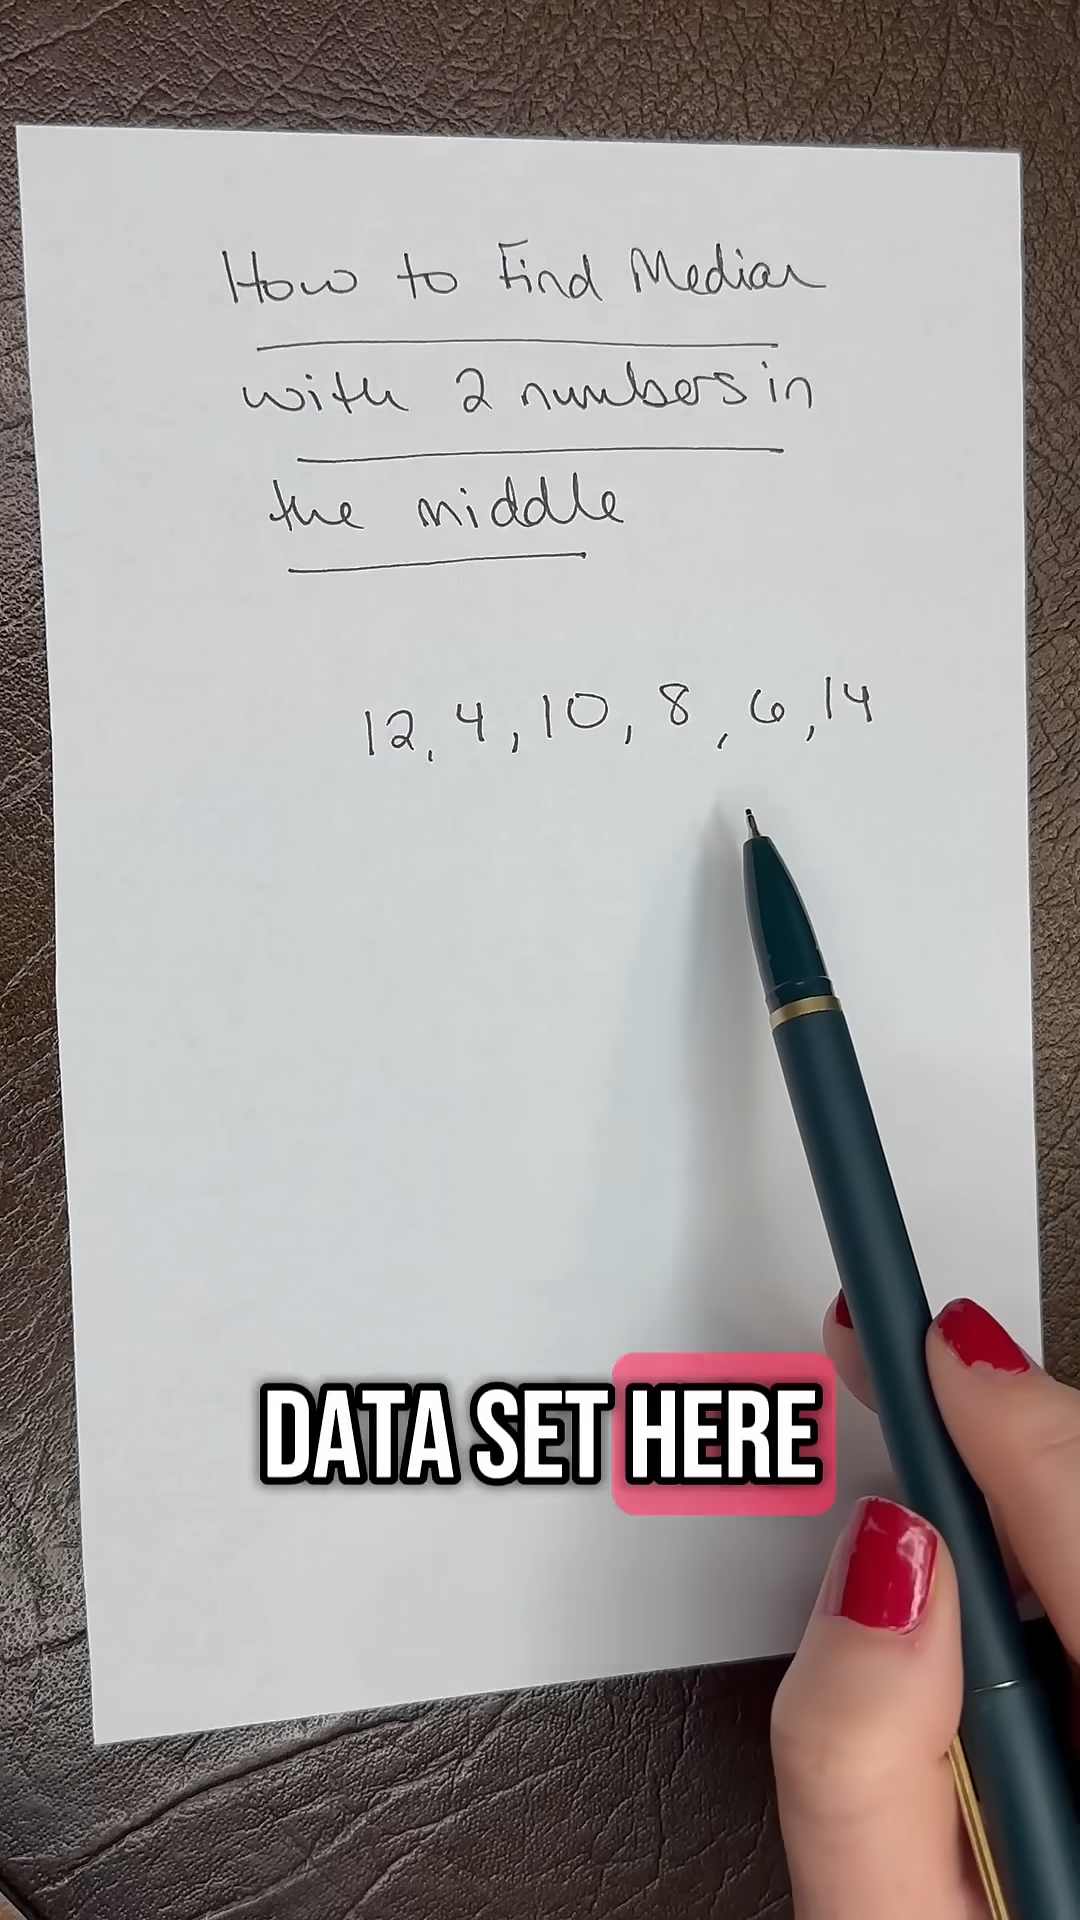 How to Find Median
with 2 numbers in
the middle
12, 4, 10, 8, 6, 14
DATA SET HERE